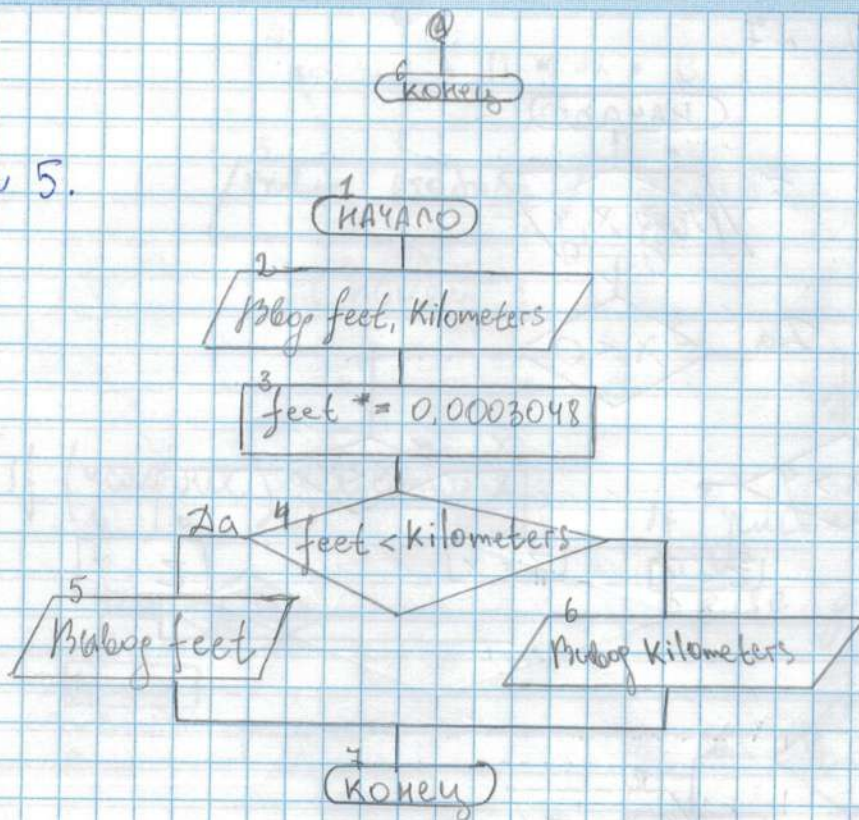 6
конец
5.
1
НАЧАЛО
2
Ввод feet, Kilometers
3
feet *= 0,0003048
Да 4
feet < Kilometers
5
Вывод feet
6
Вывод Kilometers
7
конец